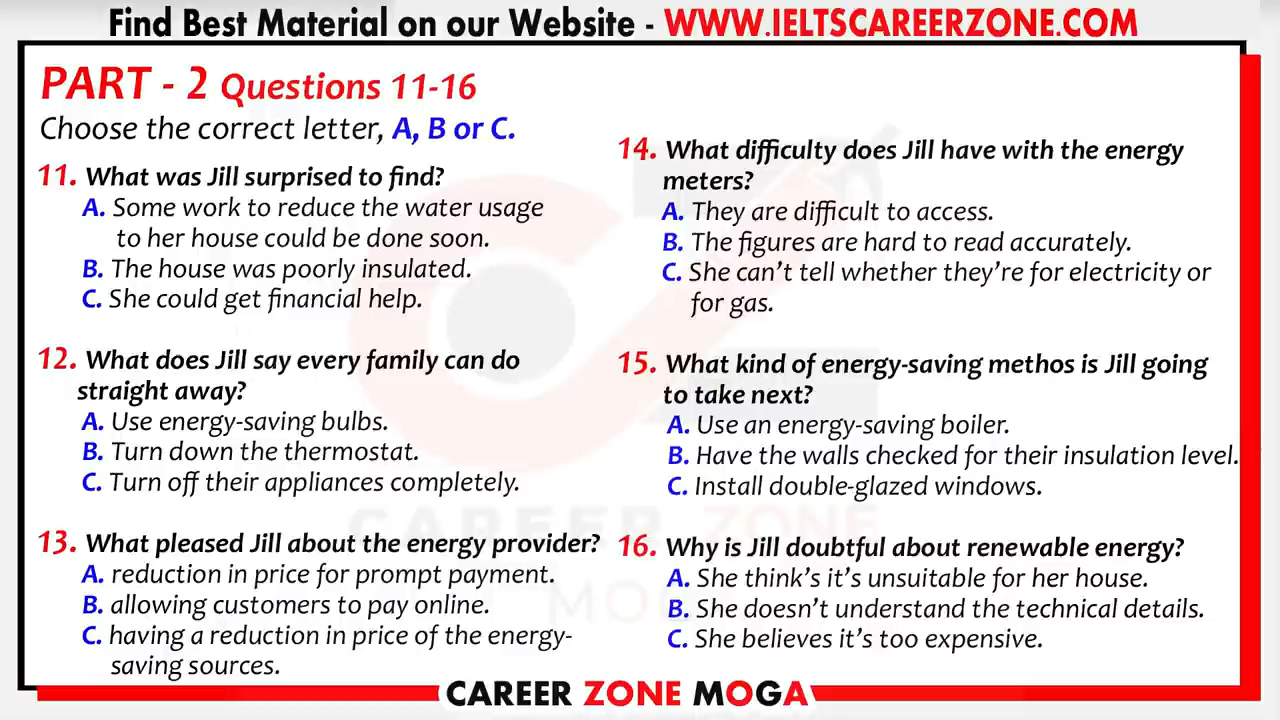 Find Best Material on our Website - WWW.IELTSCAREERZONE.COM
PART - 2 Questions 11-16
Choose the correct letter, A, B or C.
11. What was Jill surprised to find?
A. Some work to reduce the water usage
to her house could be done soon.
B. The house was poorly insulated.
C. She could get financial help.
12. What does Jill say every family can do
straight away?
A. Use energy-saving bulbs.
B. Turn down the thermostat.
C. Turn off their appliances completely.
13. What pleased Jill about the energy provider?
A. reduction in price for prompt payment.
B. allowing customers to pay online.
C. having a reduction in price of the energy-
saving sources.
14. What difficulty does Jill have with the energy
meters?
A. They are difficult to access.
B. The figures are hard to read accurately.
C. She can't tell whether they're for electricity or
for gas.
15. What kind of energy-saving methos is Jill going
to take next?
A. Use an energy-saving boiler.
B. Have the walls checked for their insulation level.
C. Install double-glazed windows.
16. Why is Jill doubtful about renewable energy?
A. She think's it's unsuitable for her house.
B. She doesn't understand the technical details.
C. She believes it's too expensive.
CAREER ZONE
MOGA
CAREER ZONE MOGA